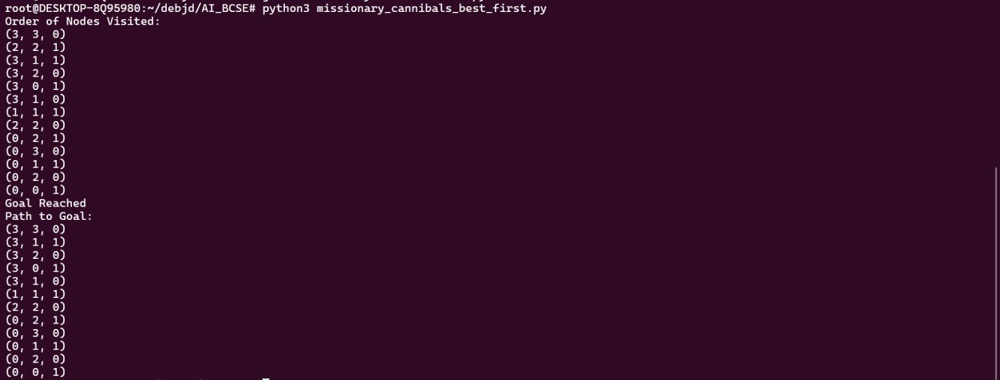 root@DESKTOP-8Q95980:~/debjd/AI_BCSE# python3 missionary_cannibals_best_first.py
Order of Nodes Visited:
(3, 3, 0)
(2, 2, 1)
(3, 1, 1)
(3, 2, 0)
(3, 0, 1)
(3, 1, 0)
(1, 1, 1)
(2, 2, 0)
(0, 2, 1)
(0, 3, 0)
(0, 1, 1)
(0, 2, 0)
(0, 0, 1)
Goal Reached
Path to Goal:
(3, 3, 0)
(3, 1, 1)
(3, 2, 0)
(3, 0, 1)
(3, 1, 0)
(1, 1, 1)
(2, 2, 0)
(0, 2, 1)
(0, 3, 0)
(0, 1, 1)
(0, 2, 0)
(0, 0, 1)